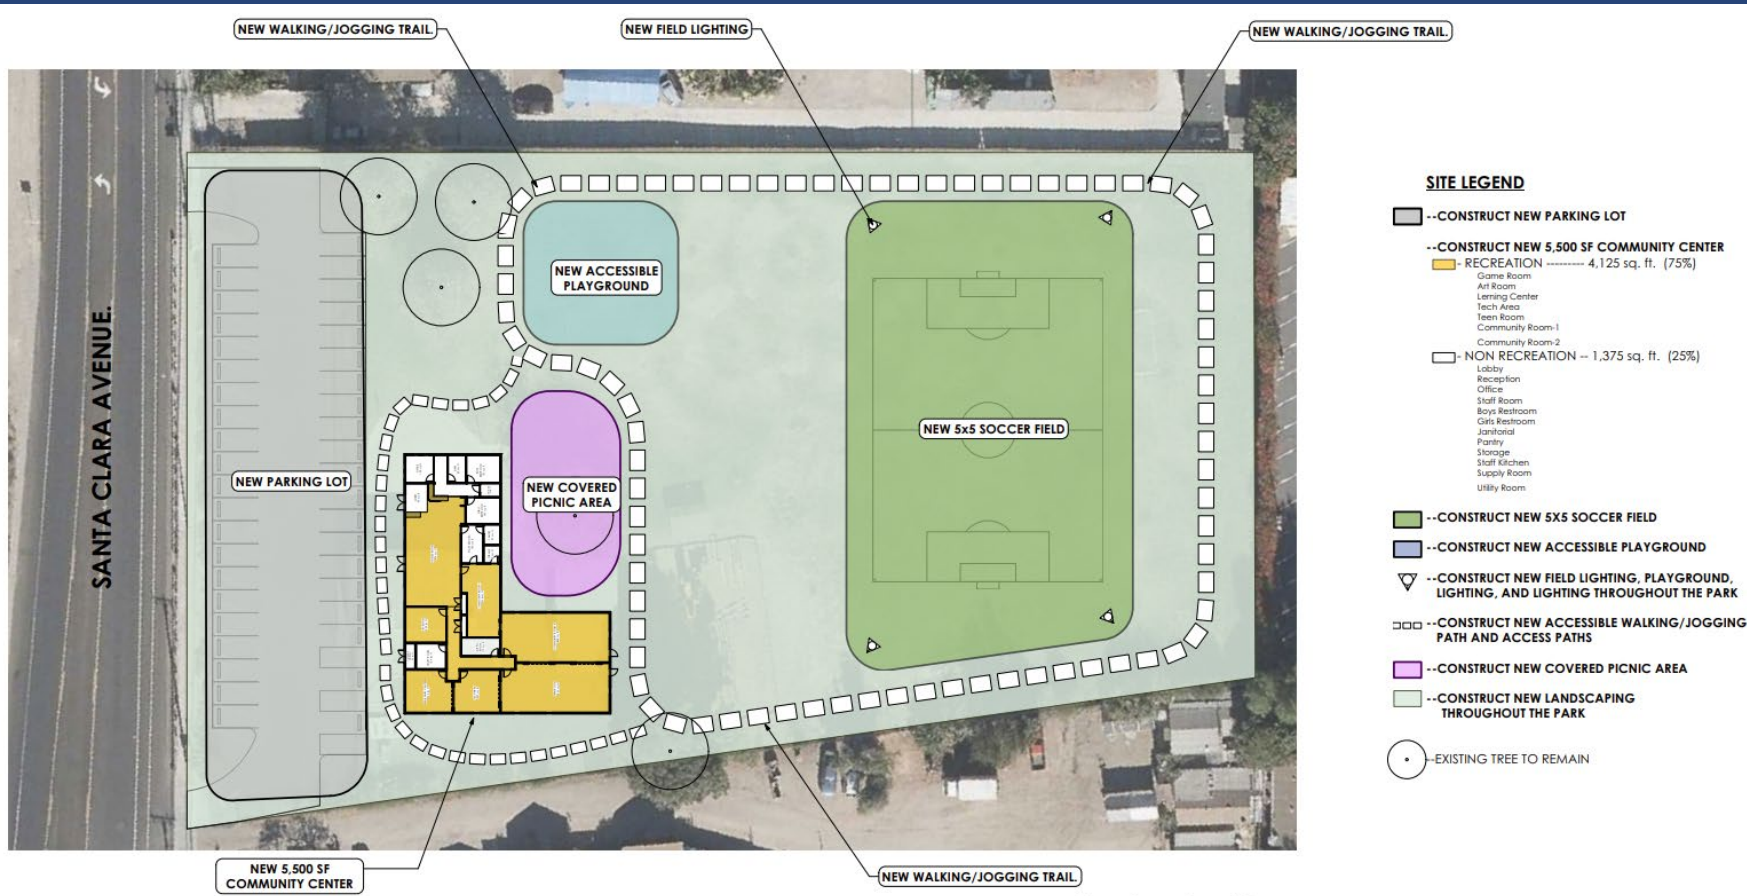 NEW WALKING/JOGGING TRAIL.
NEW FIELD LIGHTING
NEW WALKING/JOGGING TRAIL.
SANTA CLARA AVENUE.
NEW ACCESSIBLE
PLAYGROUND
NEW 5x5 SOCCER FIELD
NEW PARKING LOT
NEW COVERED
PICNIC AREA
NEW 5,500 SF
COMMUNITY CENTER
NEW WALKING/JOGGING TRAIL.
SITE LEGEND
--CONSTRUCT NEW PARKING LOT
--CONSTRUCT NEW 5,500 SF COMMUNITY CENTER
- RECREATION --------- 4,125 sq. ft. (75%)
Game Room
Art Room
Lerning Center
Tech Area
Teen Room
Community Room-1
Community Room-2
- NON RECREATION -- 1,375 sq. ft. (25%)
Lobby
Reception
Office
Staff Room
Boys Restroom
Girls Restroom
Janitorial
Pantry
Storage
Staff Kitchen
Supply Room
Utility Room
--CONSTRUCT NEW 5X5 SOCCER FIELD
--CONSTRUCT NEW ACCESSIBLE PLAYGROUND
--CONSTRUCT NEW FIELD LIGHTING, PLAYGROUND,
LIGHTING, AND LIGHTING THROUGHOUT THE PARK
--CONSTRUCT NEW ACCESSIBLE WALKING/JOGGING
PATH AND ACCESS PATHS
--CONSTRUCT NEW COVERED PICNIC AREA
--CONSTRUCT NEW LANDSCAPING
THROUGHOUT THE PARK
--EXISTING TREE TO REMAIN